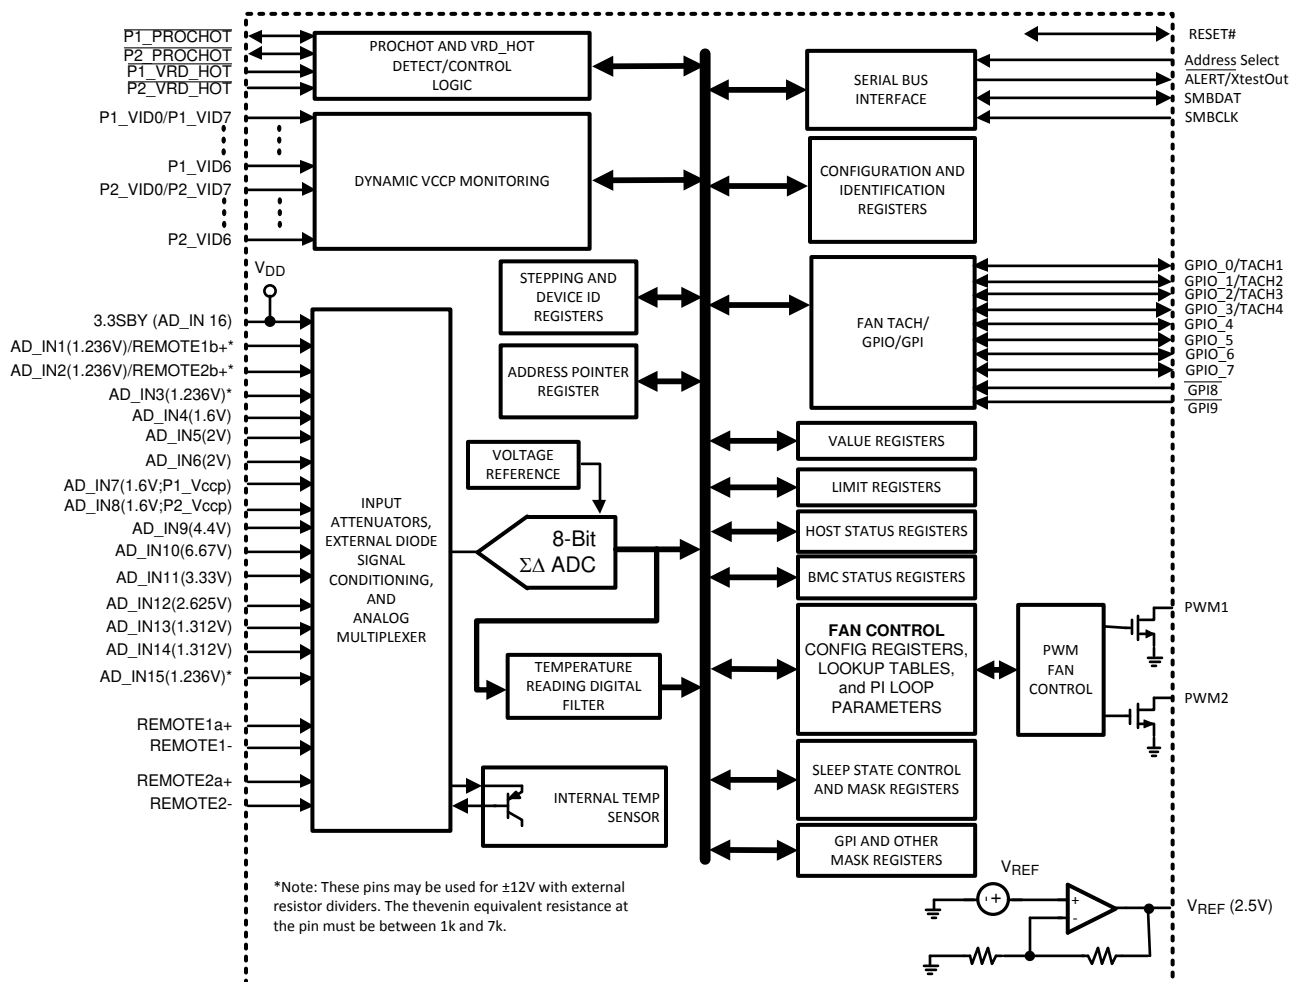 P1_PROCHOT
P2_PROCHOT
P1_VRD_HOT
P2_VRD_HOT
P1_VID0/P1_VID7
P1_VID6
P2_VID0/P2_VID7
P2_VID6
VDD
3.3SBY (AD_IN 16)
AD_IN1(1.236V)/REMOTE1b+*
AD_IN2(1.236V)/REMOTE2b+*
AD_IN3(1.236V)*
AD_IN4(1.6V)
AD_IN5(2V)
AD_IN6(2V)
AD_IN7(1.6V;P1_Vccp)
AD_IN8(1.6V;P2_Vccp)
AD_IN9(4.4V)
AD_IN10(6.67V)
AD_IN11(3.33V)
AD_IN12(2.625V)
AD_IN13(1.312V)
AD_IN14(1.312V)
AD_IN15(1.236V)*
REMOTE1a+
REMOTE1-
REMOTE2a+
REMOTE2-
PROCHOT AND VRD_HOT
DETECT/CONTROL
LOGIC
DYNAMIC VCCP MONITORING
STEPPING AND
DEVICE ID
REGISTERS
ADDRESS POINTER
REGISTER
VOLTAGE
REFERENCE
INPUT
ATTENUATORS,
EXTERNAL DIODE
SIGNAL
CONDITIONING,
AND
ANALOG
MULTIPLEXER
8-Bit
ΣΔ ADC
TEMPERATURE
READING DIGITAL
FILTER
INTERNAL TEMP
SENSOR
*Note: These pins may be used for ±12V with external
resistor dividers. The thevenin equivalent resistance at
the pin must be between 1k and 7k.
SERIAL BUS
INTERFACE
CONFIGURATION AND
IDENTIFICATION
REGISTERS
FAN TACH/
GPIO/GPI
VALUE REGISTERS
LIMIT REGISTERS
HOST STATUS REGISTERS
BMC STATUS REGISTERS
FAN CONTROL
CONFIG REGISTERS,
LOOKUP TABLES,
and PI LOOP
PARAMETERS
PWM
FAN
CONTROL
SLEEP STATE CONTROL
AND MASK REGISTERS
GPI AND OTHER
MASK REGISTERS
RESET#
Address Select
ALERT/XtestOut
SMBDAT
SMBCLK
GPIO_0/TACH1
GPIO_1/TACH2
GPIO_2/TACH3
GPIO_3/TACH4
GPIO_4
GPIO_5
GPIO_6
GPIO_7
GPI8
GPI9
PWM1
PWM2
VREF
- +
+
-
VREF (2.5V)